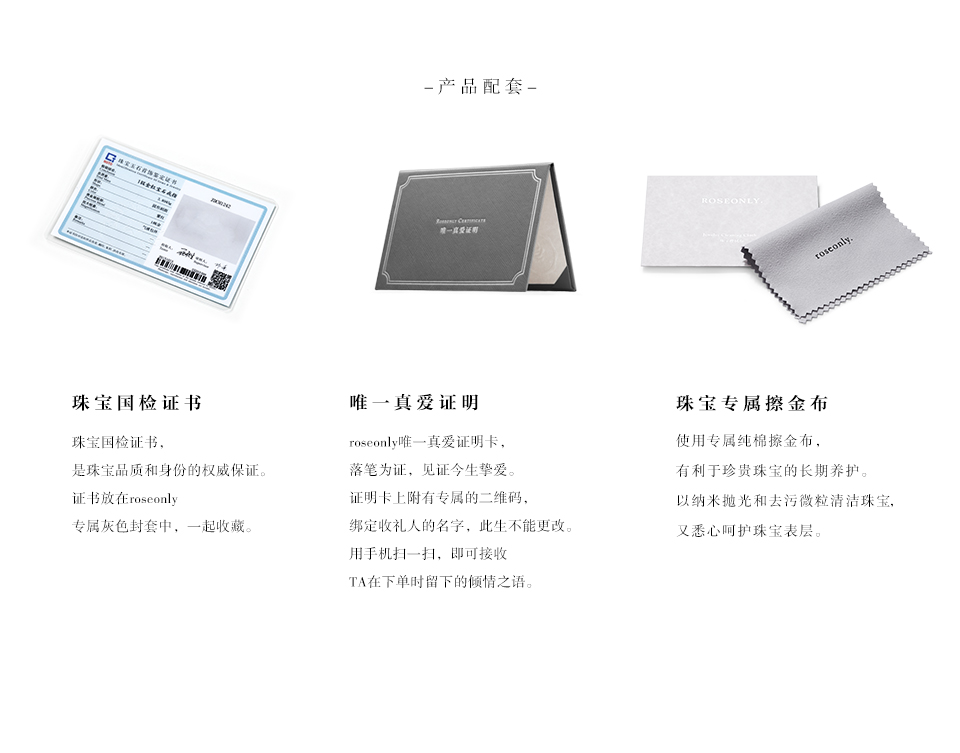 –产品配套–
珠宝玉石首饰鉴定证书
ROSEONLY CERTIFICATE
唯一真爱证明
ROSEONLY
roseonly.
珠宝国检证书
珠宝国检证书，
是珠宝品质和身份的权威保证。
证书放在roseonly
专属灰色封套中，一起收藏。
唯一真爱证明
roseonly唯一真爱证明卡，
落笔为证，见证今生挚爱。
证明卡上附有专属的二维码，
绑定收礼人的名字，此生不能更改。
用手机扫一扫，即可接收
TA在下单时留下的倾情之语。
珠宝专属擦金布
使用专属纯棉擦金布，
有利于珍贵珠宝的长期养护。
以纳米抛光和去污微粒清洁珠宝，
又悉心呵护珠宝表层。